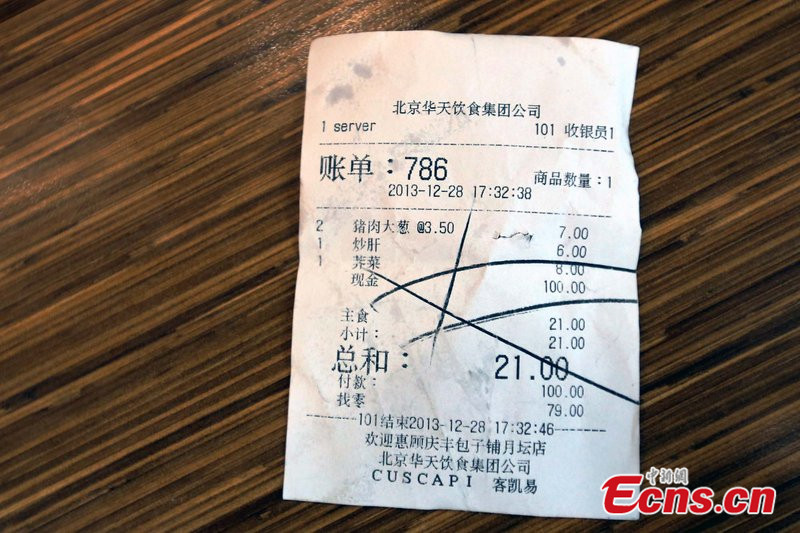 北京华天饮食集团公司
1 server 101 收银员1
账单：786 商品数量：1
2013-12-28 17:32:38
2 猪肉大葱 @3.50 7.00
1 炒肝 6.00
1 荠菜 8.00
现金 100.00
主食 21.00
小计： 21.00
总和： 21.00
付款： 100.00
找零 79.00
101结束2013-12-28 17:32:46
欢迎惠顾庆丰包子铺月坛店
北京华天饮食集团公司
CUSCAPI 客凯易
中新网
Ecns.cn